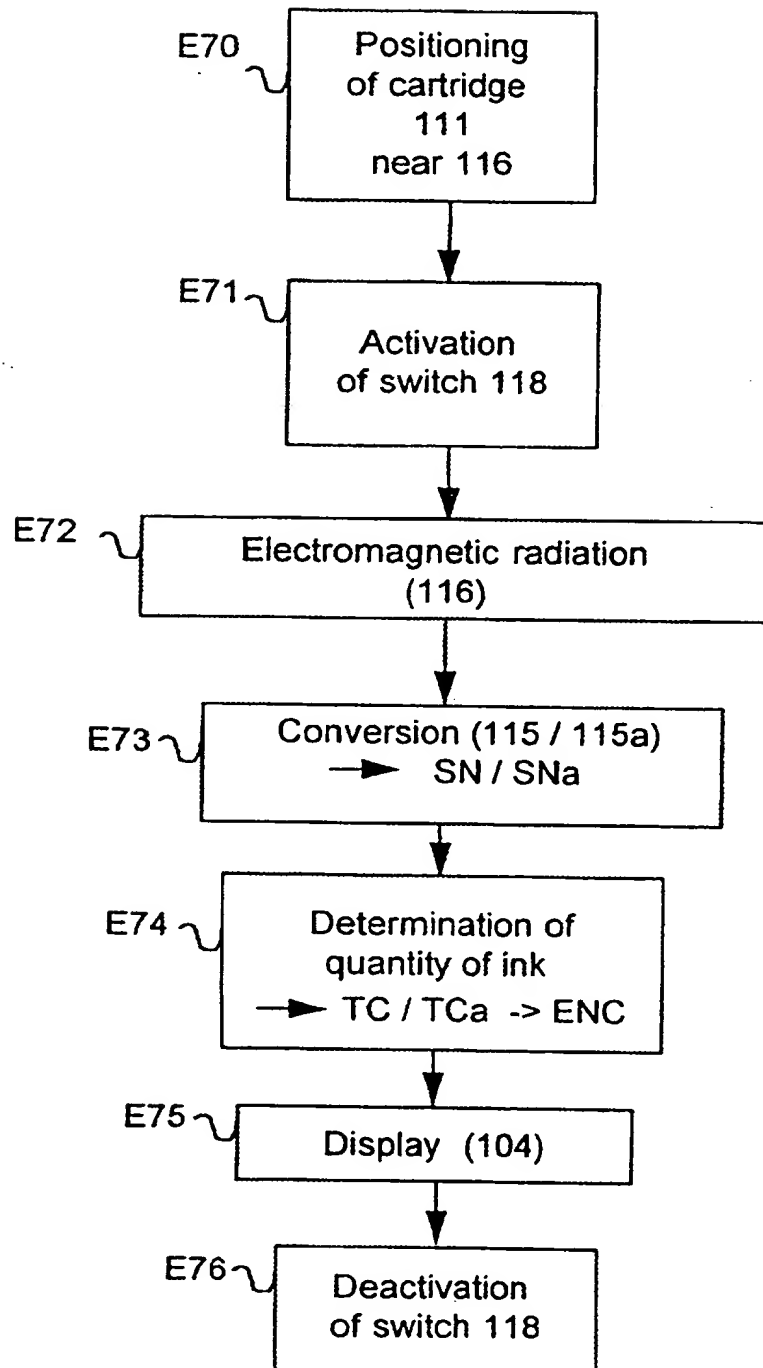 E70
Positioning
of cartridge
111
near 116
E71
Activation
of switch 118
E72
Electromagnetic radiation
(116)
E73
Conversion (115 / 115a)
→ SN / SNa
E74
Determination of
quantity of ink
→ TC / TCa -> ENC
E75
Display (104)
E76
Deactivation
of switch 118